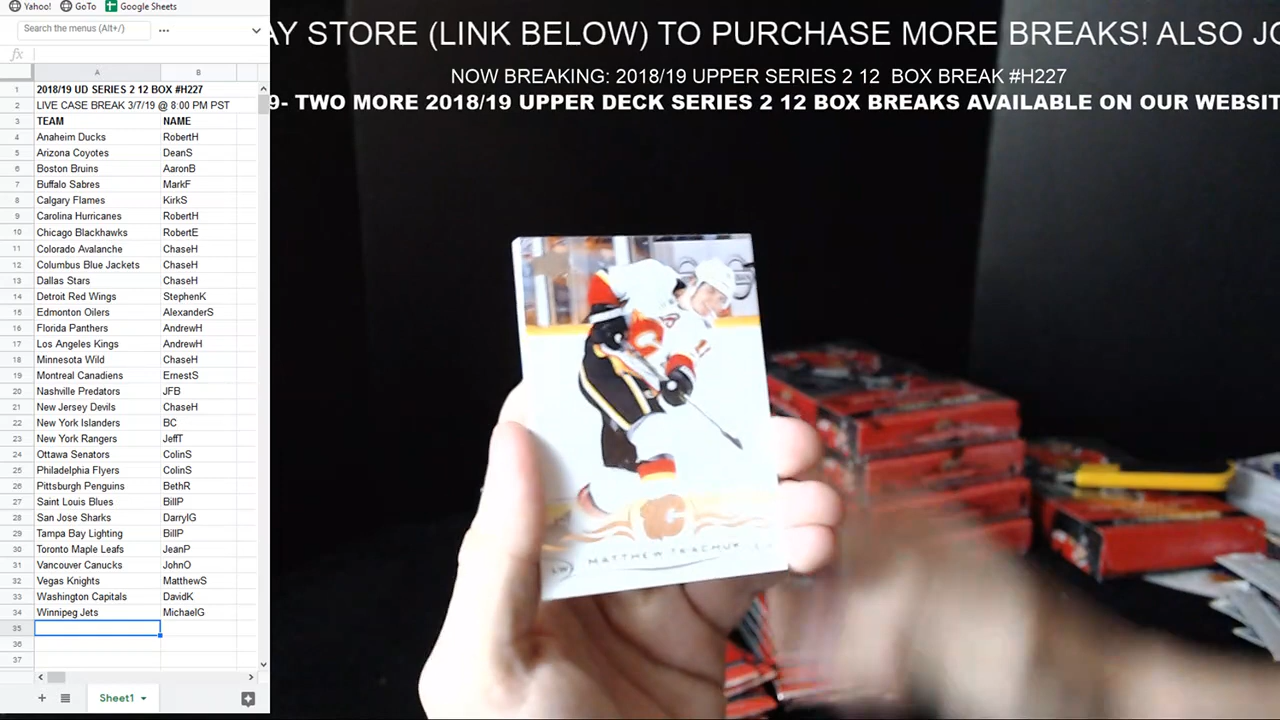 Yahoo! GoTo Google Sheets
Search the menus (Alt+/)
fx
A B
1 2018/19 UD SERIES 2 12 BOX #H227
2 LIVE CASE BREAK 3/7/19 @ 8:00 PM PST
3 TEAM NAME
4 Anaheim Ducks RobertH
5 Arizona Coyotes DeanS
6 Boston Bruins AaronB
7 Buffalo Sabres MarkF
8 Calgary Flames KirkS
9 Carolina Hurricanes RobertH
10 Chicago Blackhawks RobertE
11 Colorado Avalanche ChaseH
12 Columbus Blue Jackets ChaseH
13 Dallas Stars ChaseH
14 Detroit Red Wings StephenK
15 Edmonton Oilers AlexanderS
16 Florida Panthers AndrewH
17 Los Angeles Kings AndrewH
18 Minnesota Wild ChaseH
19 Montreal Canadiens ErnestS
20 Nashville Predators JFB
21 New Jersey Devils ChaseH
22 New York Islanders BC
23 New York Rangers JeffT
24 Ottawa Senators ColinS
25 Philadelphia Flyers ColinS
26 Pittsburgh Penguins BethR
27 Saint Louis Blues BillP
28 San Jose Sharks DarrylG
29 Tampa Bay Lighting BillP
30 Toronto Maple Leafs JeanP
31 Vancouver Canucks JohnO
32 Vegas Knights MatthewS
33 Washington Capitals DavidK
34 Winnipeg Jets MichaelG
35
36
37
Sheet1
AY STORE (LINK BELOW) TO PURCHASE MORE BREAKS! ALSO JO
NOW BREAKING: 2018/19 UPPER SERIES 2 12 BOX BREAK #H227
9- TWO MORE 2018/19 UPPER DECK SERIES 2 12 BOX BREAKS AVAILABLE ON OUR WEBSIT
LW MATTHEW TKACHUK